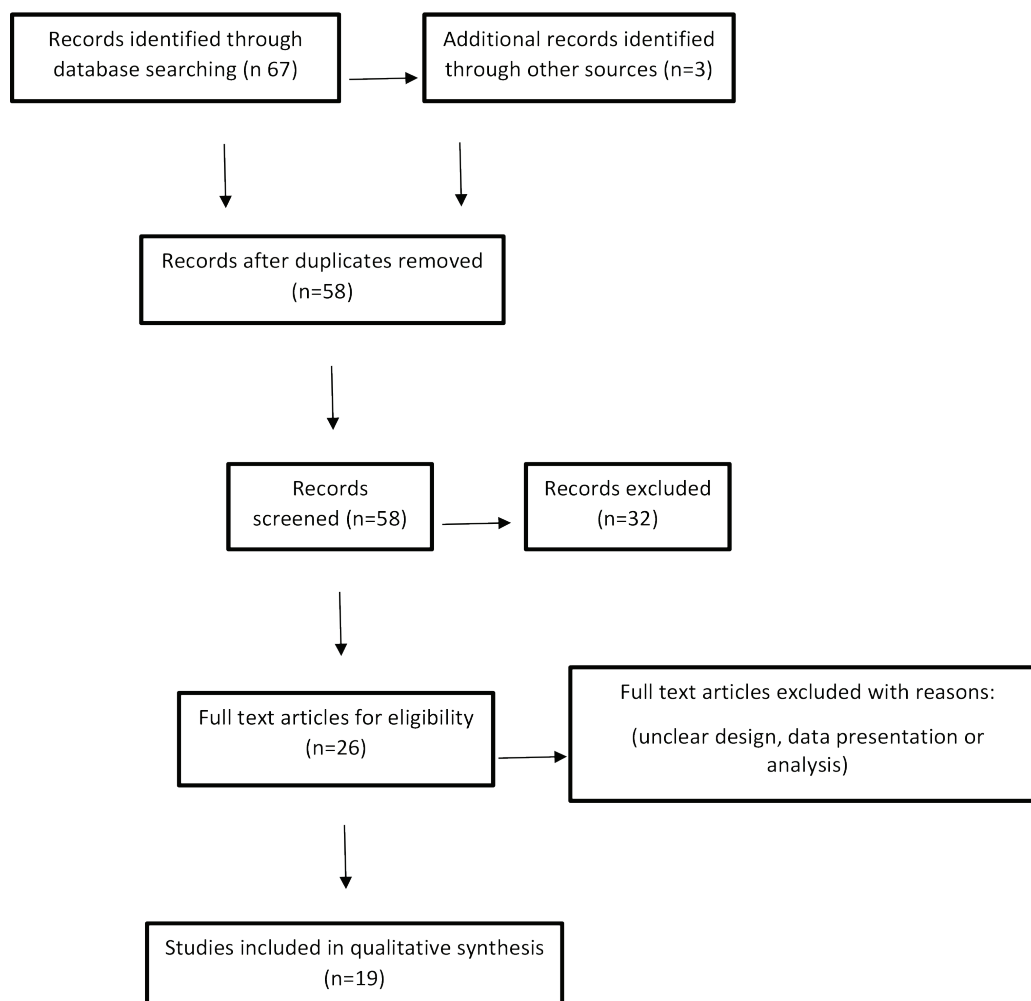 Records identified through
database searching (n 67)
Additional records identified
through other sources (n=3)
Records after duplicates removed
(n=58)
Records
screened (n=58)
Records excluded
(n=32)
Full text articles for eligibility
(n=26)
Full text articles excluded with reasons:
(unclear design, data presentation or
analysis)
Studies included in qualitative synthesis
(n=19)